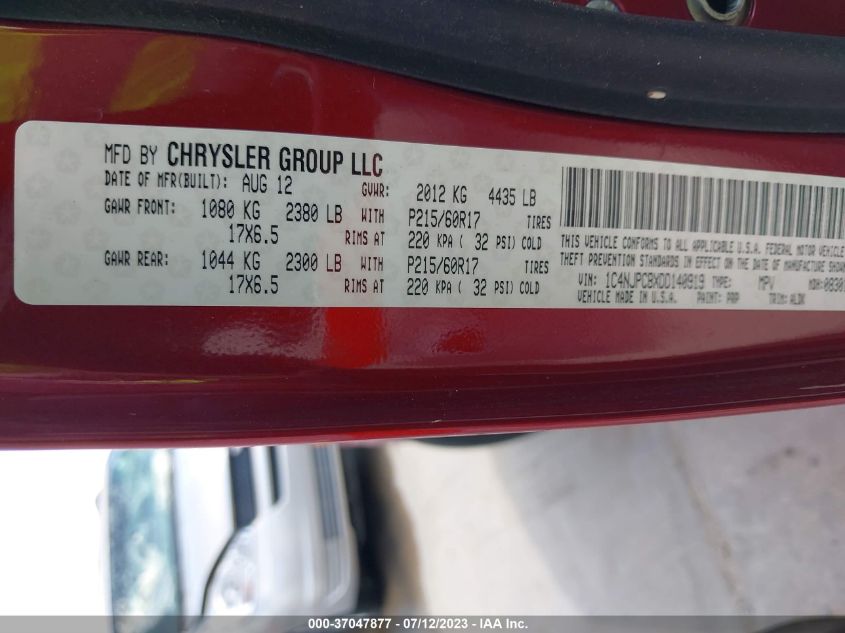 MFD BY CHRYSLER GROUP LLC
DATE OF MFR(BUILT): AUG 12 GVWR: 2012 KG 4435 LB
GAWR FRONT: 1080 KG 2380 LB WITH P215/60R17 TIRES
17X6.5 RIMS AT 220 KPA ( 32 PSI) COLD
GAWR REAR: 1044 KG 2300 LB WITH P215/60R17 TIRES
17X6.5 RIMS AT 220 KPA ( 32 PSI) COLD
THIS VEHICLE CONFORMS TO ALL APPLICABLE U.S.A. FEDERAL MOTOR VEHICLE
THEFT PREVENTION STANDARDS IN EFFECT ON THE DATE OF MANUFACTURE SHOWN
VIN: 1C4NJPCBXDD140919 TYPE: MPV MDH: 0830
VEHICLE MADE IN U.S.A. PAINT: PRP TRIM: ALDX
000-37047877 - 07/12/2023 - IAA Inc.